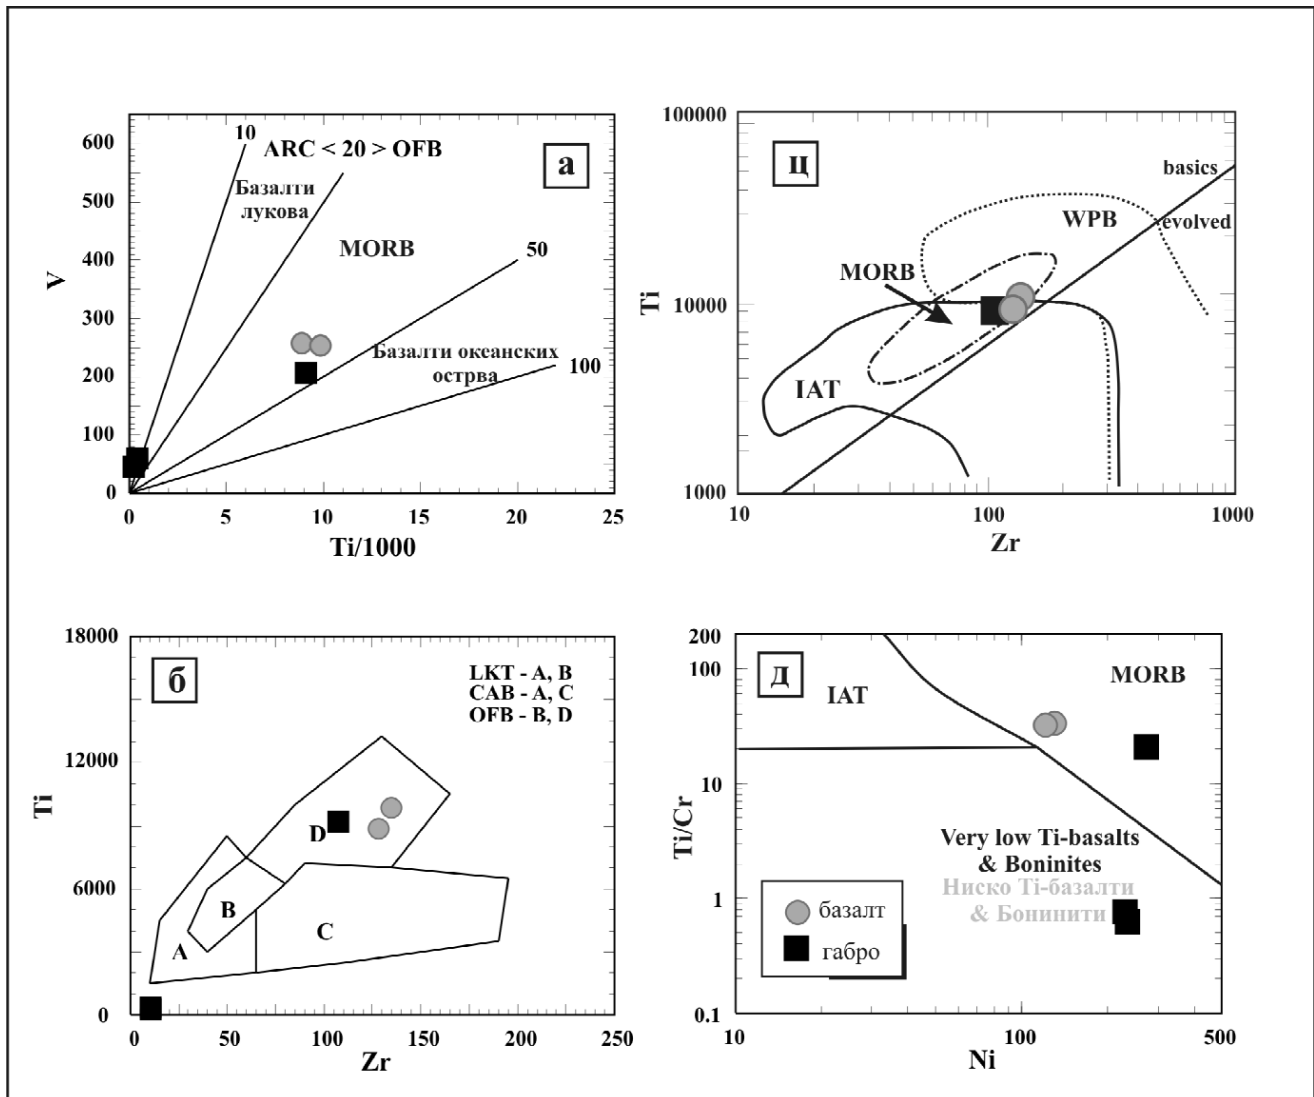 600
500
400
300
200
100
0
V
10
ARC < 20 > OFB
Базалти
лукова
MORB
50
Базалти океанских
острва
100
a
0
5
10
15
20
25
Ti/1000
100000
10000
1000
Ti
ц
basics
evolved
WPB
MORB
IAT
10
100
1000
Zr
18000
12000
6000
0
Ti
б
LKT - A, B
CAB - A, C
OFB - B, D
D
B
C
A
0
50
100
150
200
250
Zr
200
100
10
1
0.1
Ti/Cr
д
IAT
MORB
Very low Ti-basalts
& Boninites
Ниско Ti-базалти
& Бонинити
базалт
габро
10
100
500
Ni